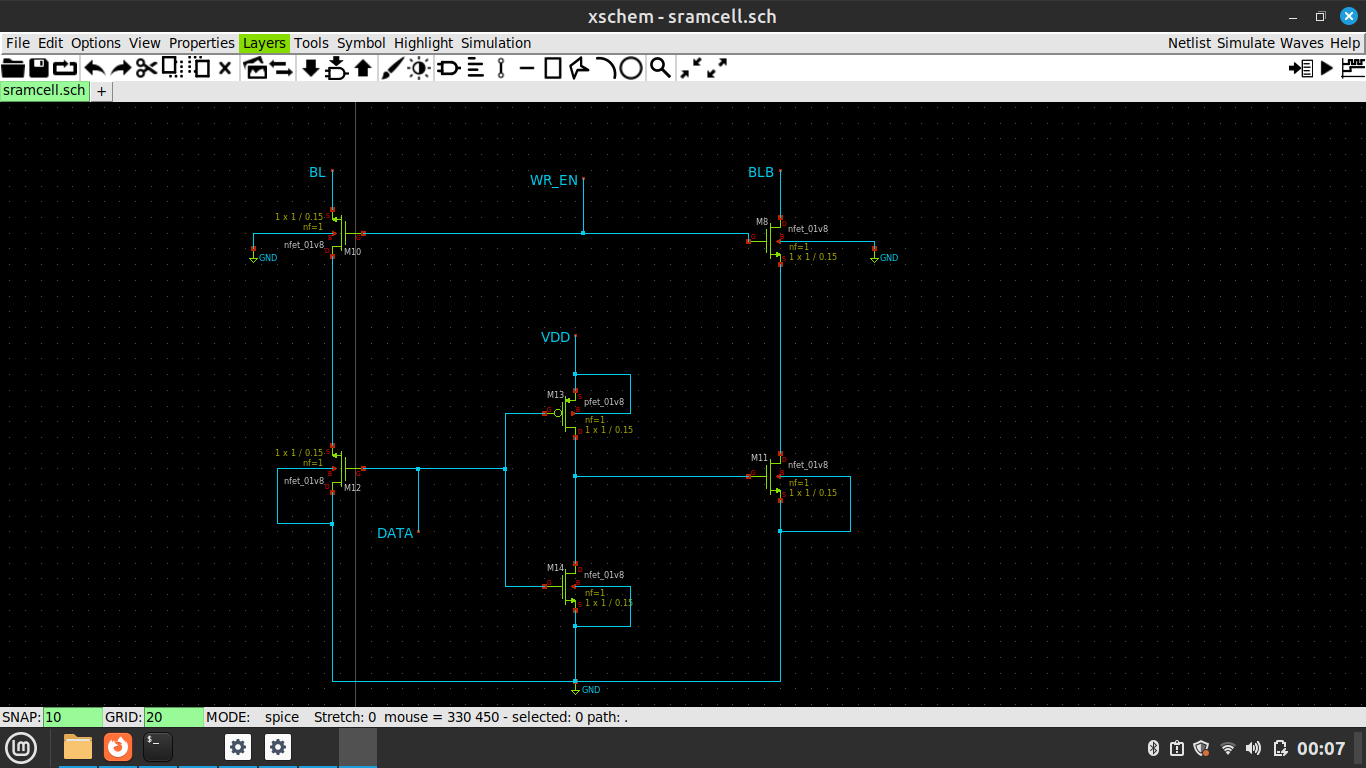 xschem - sramcell.sch
File Edit Options View Properties Layers Tools Symbol Highlight Simulation Netlist Simulate Waves Help
sramcell.sch +
BL
WR_EN
BLB
1 x 1 / 0.15
nf=1
nfet_01v8
M10
GND
M8
nfet_01v8
nf=1
1 x 1 / 0.15
GND
VDD
M13
pfet_01v8
nf=1
1 x 1 / 0.15
1 x 1 / 0.15
nf=1
nfet_01v8
M12
M11
nfet_01v8
nf=1
1 x 1 / 0.15
DATA
M14
nfet_01v8
nf=1
1 x 1 / 0.15
GND
SNAP: 10 GRID: 20 MODE: spice Stretch: 0 mouse = 330 450 - selected: 0 path: .
00:07